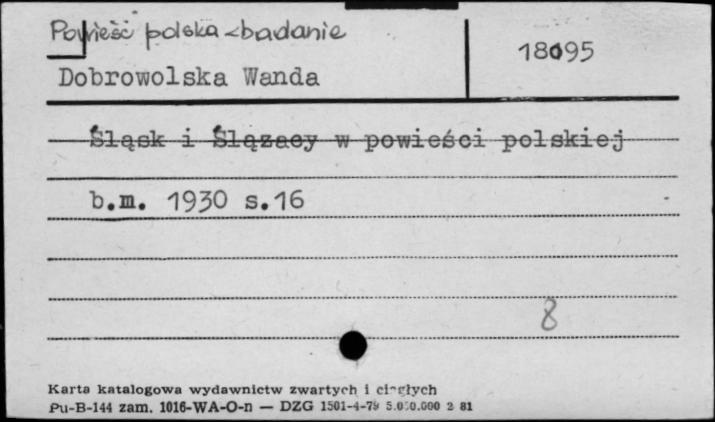 Powieść polska - badanie
18095
Dobrowolska Wanda
Śląsk i Ślązacy w powieści polskiej
b.m. 1930 s.16
8
Karta katalogowa wydawnictw zwartych i ciągłych
Pu-B-144 zam. 1016-WA-O-n — DZG 1501-4-79 5.000.000 2 81